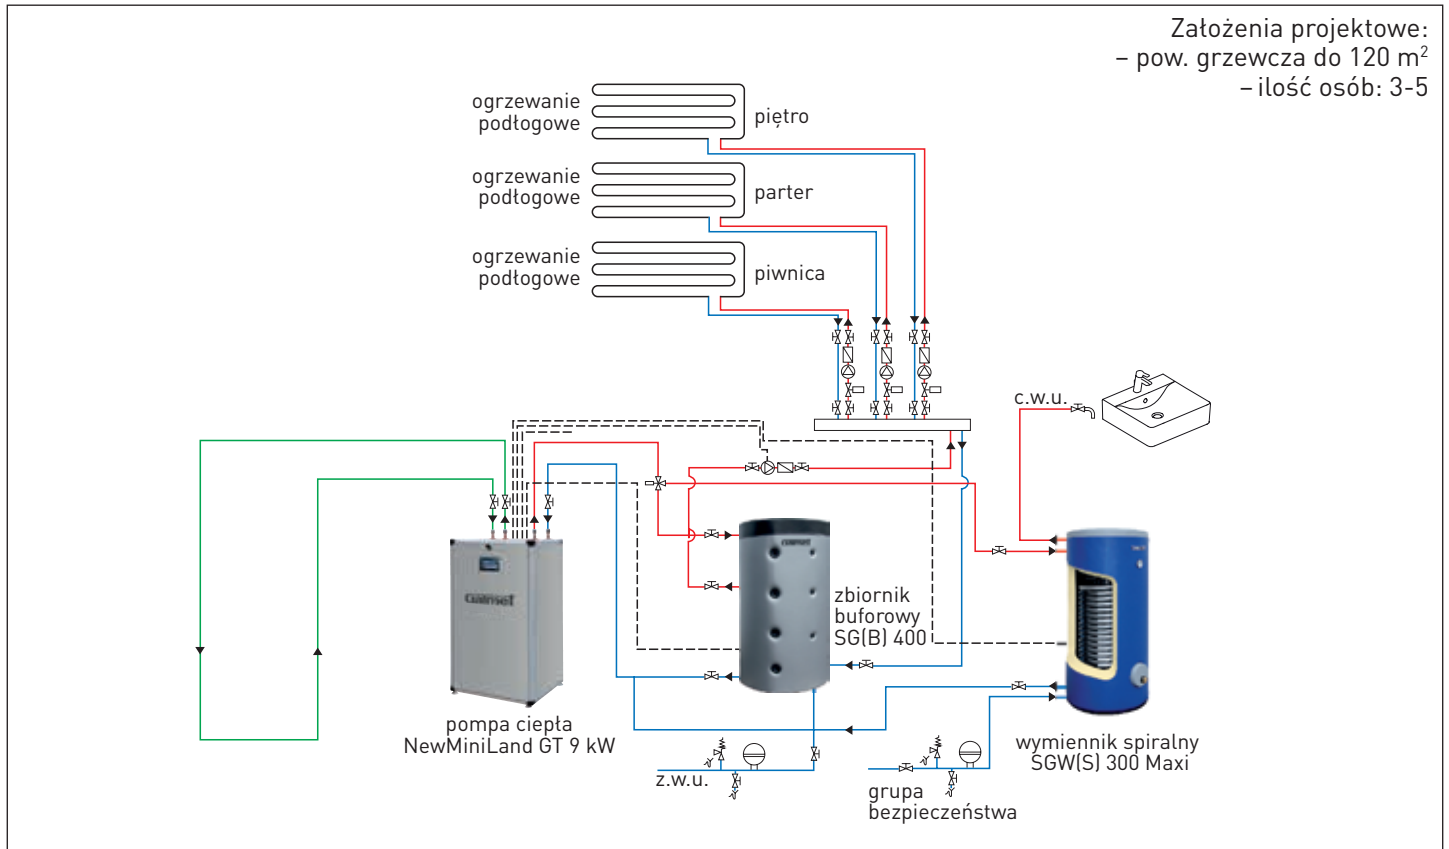 Założenia projektowe:
– pow. grzewcza do 120 m²
– ilość osób: 3-5
ogrzewanie
podłogowe
piętro
ogrzewanie
podłogowe
parter
ogrzewanie
podłogowe
piwnica
c.w.u.
zbiornik
buforowy
SG(B) 400
pompa ciepła
NewMiniLand GT 9 kW
z.w.u.
grupa
bezpieczeństwa
wymiennik spiralny
SGW(S) 300 Maxi